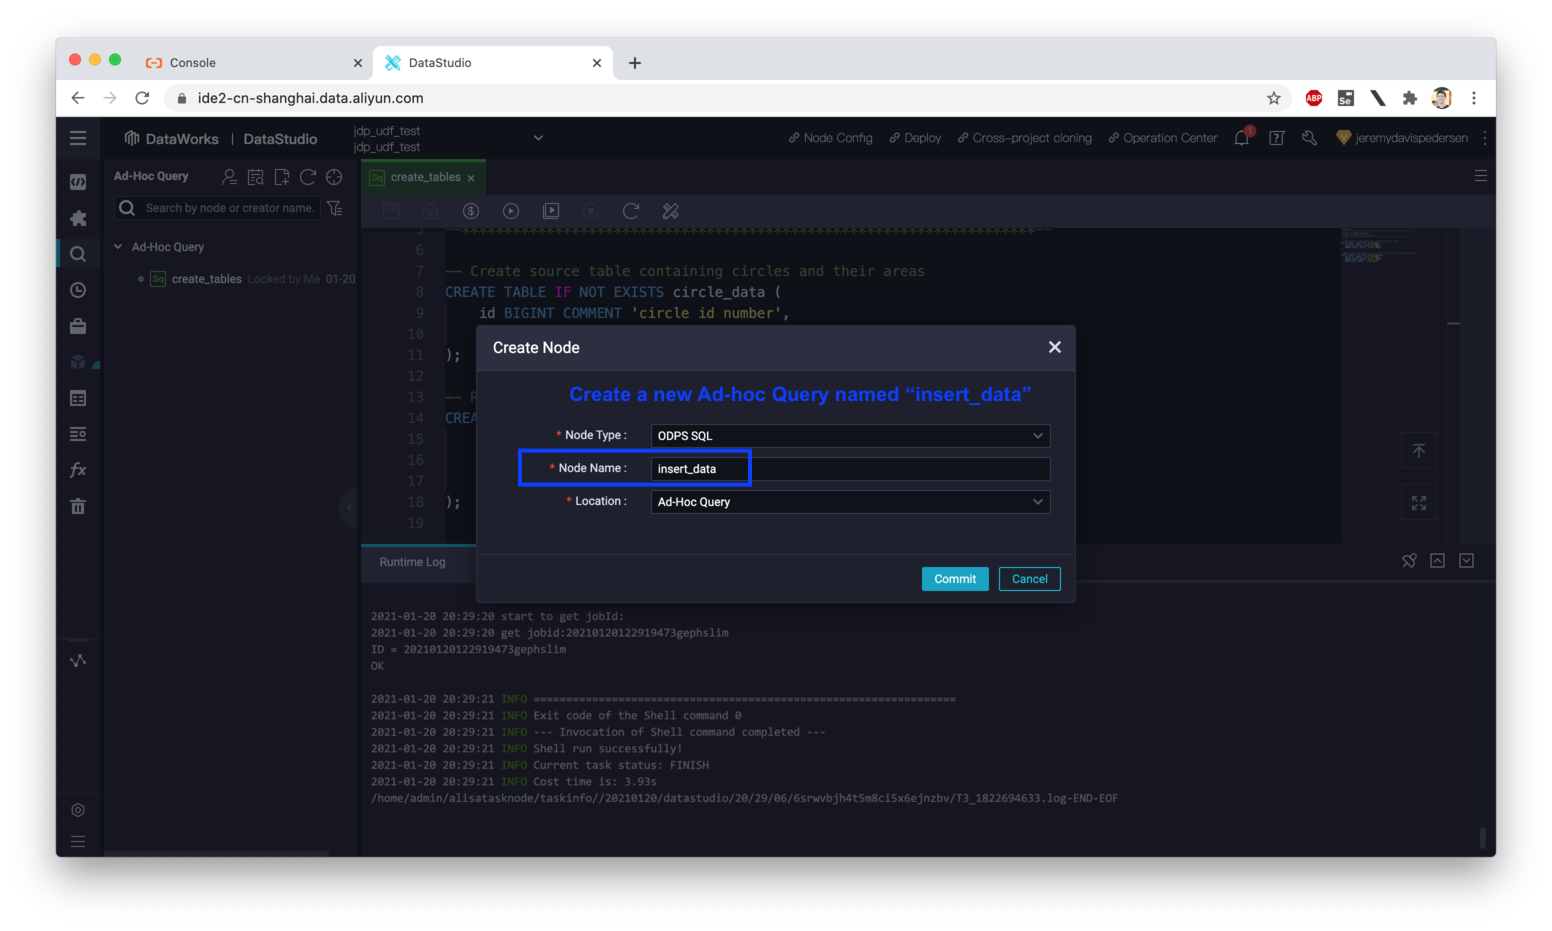 Console
DataStudio
ide2-cn-shanghai.data.aliyun.com
ABP
Se
DataWorks | DataStudio
jdp_udf_test
jdp_udf_test
Node Config
Deploy
Cross-project cloning
Operation Center
1
jeremydavispedersen
Ad-Hoc Query
Sq create_tables
Search by node or creator name.
Ad-Hoc Query
Sq create_tables Locked by Me 01-20
5
6
7 -- Create source table containing circles and their areas
8 CREATE TABLE IF NOT EXISTS circle_data (
9 id BIGINT COMMENT 'circle id number',
10
11 );
12
13 --
14 CREA
15
16
17
18 );
19
Create Node
Create a new Ad-hoc Query named “insert_data”
* Node Type : ODPS SQL
* Node Name : insert_data
* Location : Ad-Hoc Query
Commit Cancel
Runtime Log
2021-01-20 20:29:20 start to get jobId:
2021-01-20 20:29:20 get jobid:20210120122919473gephslim
ID = 20210120122919473gephslim
OK
2021-01-20 20:29:21 INFO =================================================================
2021-01-20 20:29:21 INFO Exit code of the Shell command 0
2021-01-20 20:29:21 INFO --- Invocation of Shell command completed ---
2021-01-20 20:29:21 INFO Shell run successfully!
2021-01-20 20:29:21 INFO Current task status: FINISH
2021-01-20 20:29:21 INFO Cost time is: 3.93s
/home/admin/alisatasknode/taskinfo//20210120/datastudio/20/29/06/6srwvbjh4t5m8ci5x6ejnzbv/T3_1822694633.log-END-EOF